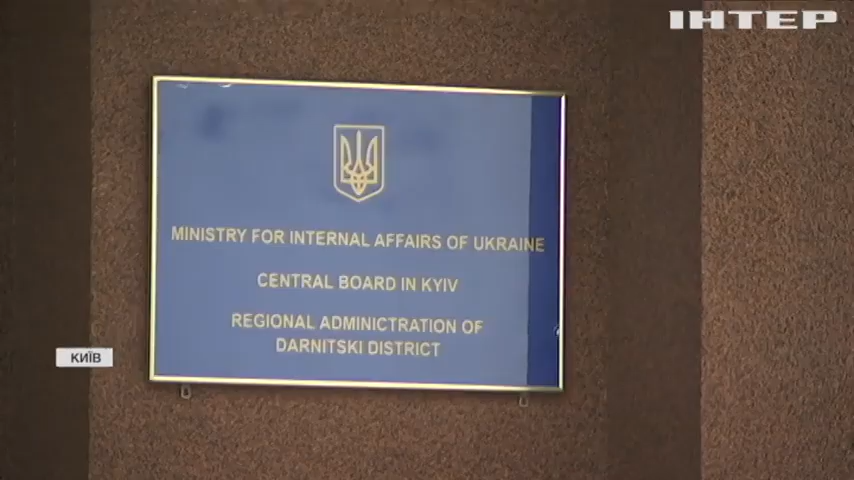 ІНТЕР
MINISTRY FOR INTERNAL AFFAIRS OF UKRAINE
CENTRAL BOARD IN KYIV
REGIONAL ADMINICTRATION OF
DARNITSKI DISTRICT
КИЇВ